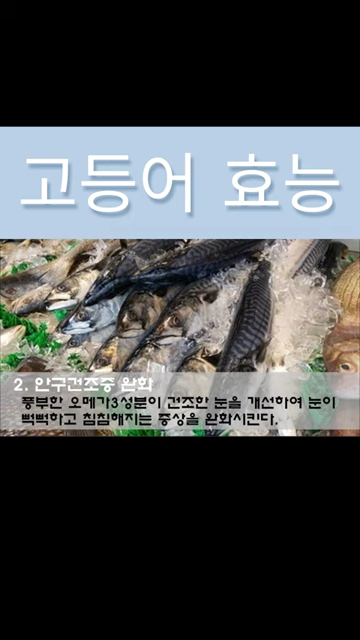 고등어 효능
2. 안구건조증 완화
풍부한 오메가3성분이 건조한 눈을 개선하여 눈이
뻑뻑하고 침침해지는 증상을 완화시킨다.